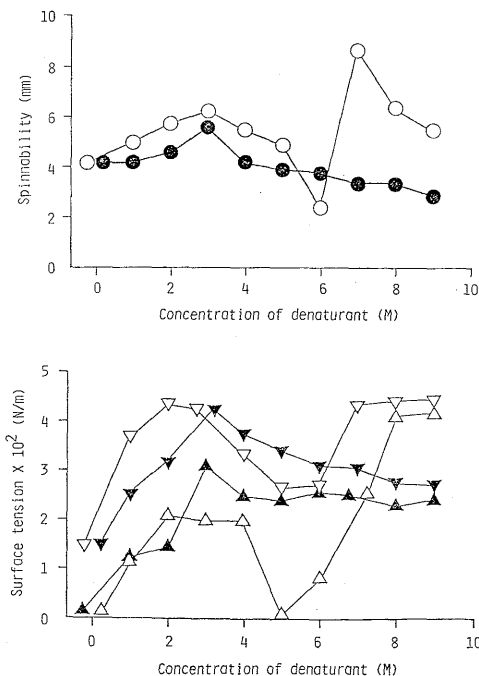 10
8
6
4
2
0
Spinnability (mm)
0 2 4 6 8 10
Concentration of denaturant (M)
5
4
3
2
1
0
Surface tension X 10² (N/m)
0 2 4 6 8 10
Concentration of denaturant (M)